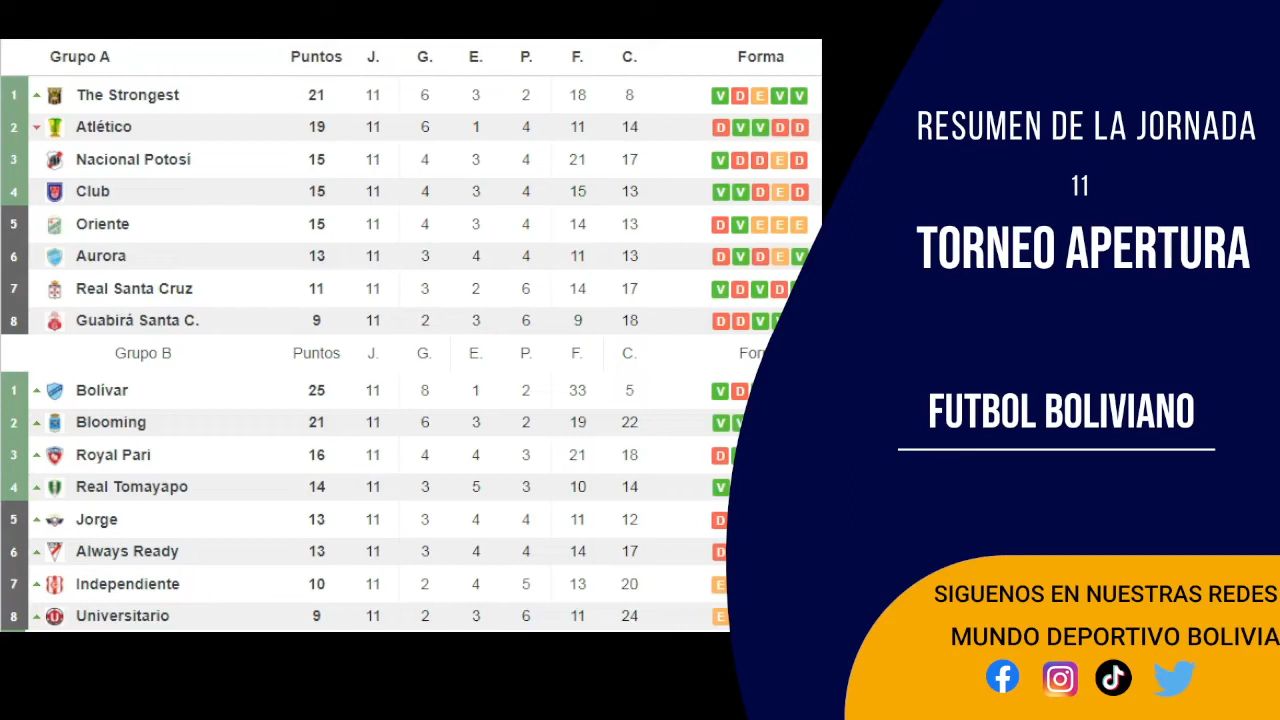 Grupo A Puntos J. G. E. P. F. C. Forma
1 The Strongest 21 11 6 3 2 18 8 V D E V V
2 Atlético 19 11 6 1 4 11 14 D V V D D
3 Nacional Potosí 15 11 4 3 4 21 17 V D D E D
4 Club 15 11 4 3 4 15 13 V V D E D
5 Oriente 15 11 4 3 4 14 13 D V E E E
6 Aurora 13 11 3 4 4 11 13 D V D E V
7 Real Santa Cruz 11 11 3 2 6 14 17 V D V D
8 Guabirá Santa C. 9 11 2 3 6 9 18 D D V
Grupo B Puntos J. G. E. P. F. C.
1 Bolívar 25 11 8 1 2 33 5 V D
2 Blooming 21 11 6 3 2 19 22 V V
3 Royal Pari 16 11 4 4 3 21 18 D
4 Real Tomayapo 14 11 3 5 3 10 14 V
5 Jorge 13 11 3 4 4 11 12 D
6 Always Ready 13 11 3 4 4 14 17 D
7 Independiente 10 11 2 4 5 13 20 E
8 Universitario 9 11 2 3 6 11 24 E
RESUMEN DE LA JORNADA
11
TORNEO APERTURA
FUTBOL BOLIVIANO
SIGUENOS EN NUESTRAS REDES
MUNDO DEPORTIVO BOLIVIA